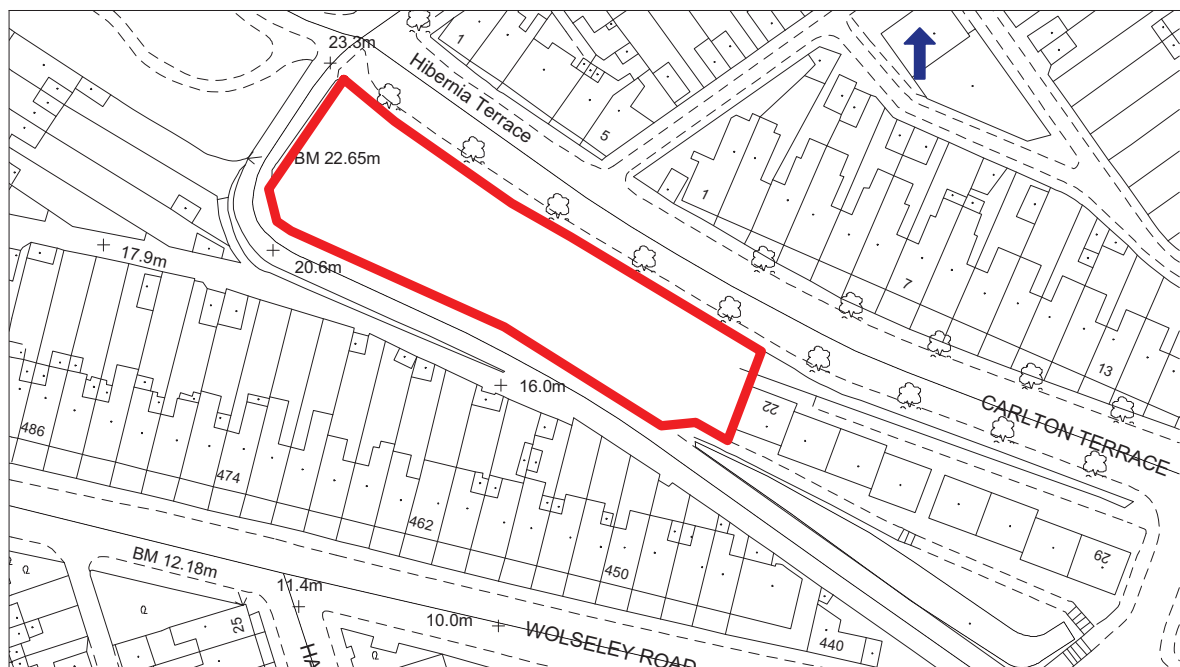 23.3m
1
Hibernia Terrace
5
BM 22.65m
1
17.9m
20.6m
7
16.0m
13
22
CARLTON TERRACE
486
474
462
450
29
BM 12.18m
11.4m
25
10.0m
WOLSELEY ROAD
440
HA